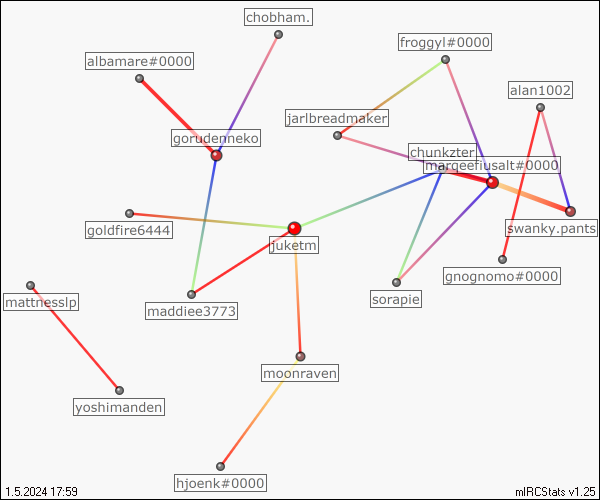 chobham.
froggyl#0000
albamare#0000
alan1002
jarlbreadmaker
gorudenneko
chunkzter
margeefiusalt#0000
goldfire6444
swanky.pants
juketm
gnognomo#0000
mattnesslp
sorapie
maddiee3773
moonraven
yoshimanden
hjoenk#0000
1.5.2024 17:59
mIRCStats v1.25